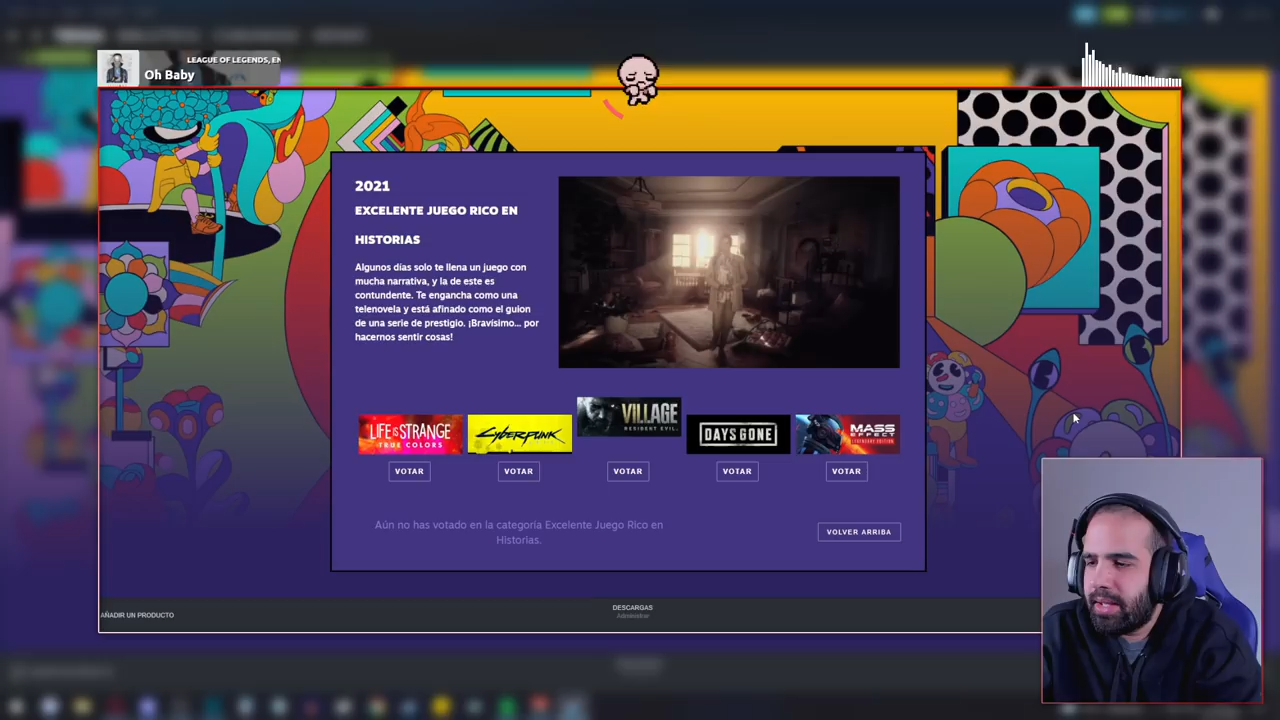 LEAGUE OF LEGENDS, EN
Oh Baby
2021
EXCELENTE JUEGO RICO EN
HISTORIAS
Algunos días solo te llena un juego con
mucha narrativa, y la de este es
contundente. Te engancha como una
telenovela y está afinado como el guion
de una serie de prestigio. ¡Bravísimo... por
hacernos sentir cosas!
LIFE IS STRANGE
TRUE COLORS
CYBERPUNK
VILLAGE
RESIDENT EVIL
DAYS GONE
MASS EFFECT
LEGENDARY EDITION
VOTAR
VOTAR
VOTAR
VOTAR
VOTAR
Aún no has votado en la categoría Excelente Juego Rico en
Historias.
VOLVER ARRIBA
AÑADIR UN PRODUCTO
DESCARGAS
Administrar